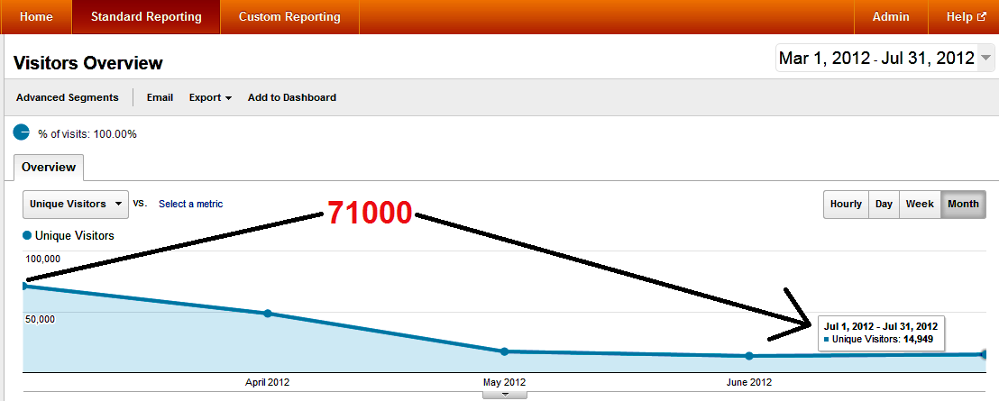 Home Standard Reporting Custom Reporting Admin Help
Visitors Overview
Mar 1, 2012 - Jul 31, 2012
Advanced Segments Email Export Add to Dashboard
% of visits: 100.00%
Overview
Unique Visitors vs. Select a metric
71000
Hourly Day Week Month
Unique Visitors
100,000
50,000
Jul 1, 2012 - Jul 31, 2012
Unique Visitors: 14,949
April 2012 May 2012 June 2012